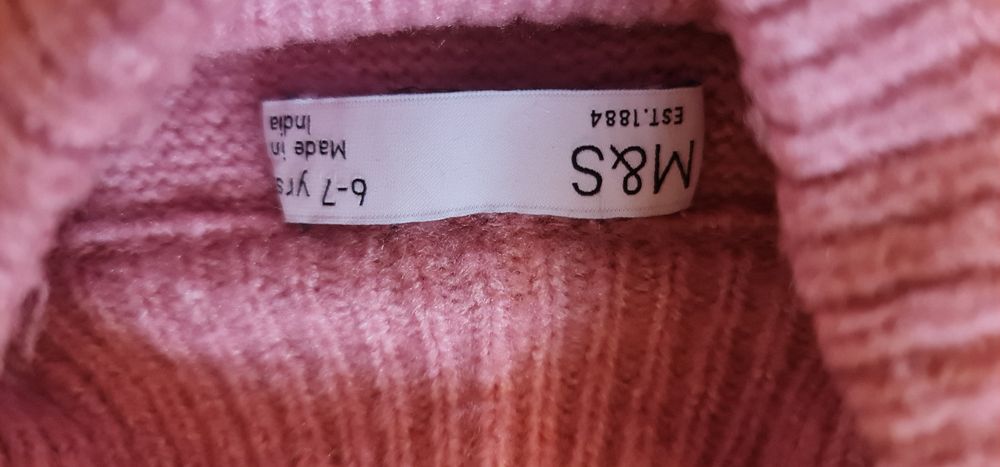 M&S
EST.1884
6-7 yrs
Made in
India